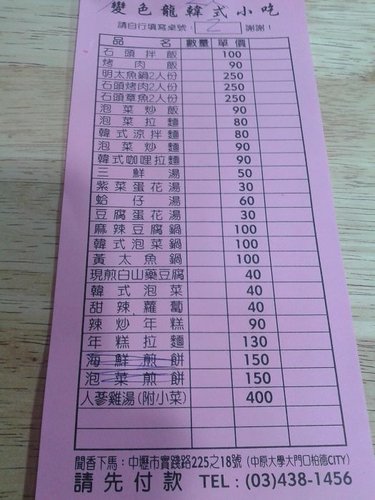 變色龍韓式小吃
請自行填寫桌號： 2 謝謝！
品名 數量 單價
石頭拌飯 100
烤肉飯 90
明太魚鍋2人份 250
石頭烤肉2人份 250
石頭章魚2人份 250
泡菜炒飯 90
泡菜拉麵 80
韓式涼拌麵 80
泡菜炒麵 90
韓式咖哩拉麵 90
三鮮湯 50
紫菜蛋花湯 30
蛤仔湯 60
豆腐蛋花湯 30
麻辣豆腐鍋 100
韓式泡菜鍋 100
黃太魚鍋 100
現煎白山藥豆腐 40
韓式泡菜 40
甜辣蘿蔔 40
辣炒年糕 90
年糕拉麵 130
海鮮煎餅 150
泡菜煎餅 150
人蔘雞湯(附小菜) 400
聞香下馬：中壢市實踐路225之18號 (中原大學大門口柏德CITY)
請先付款 TEL: (03)438-1456